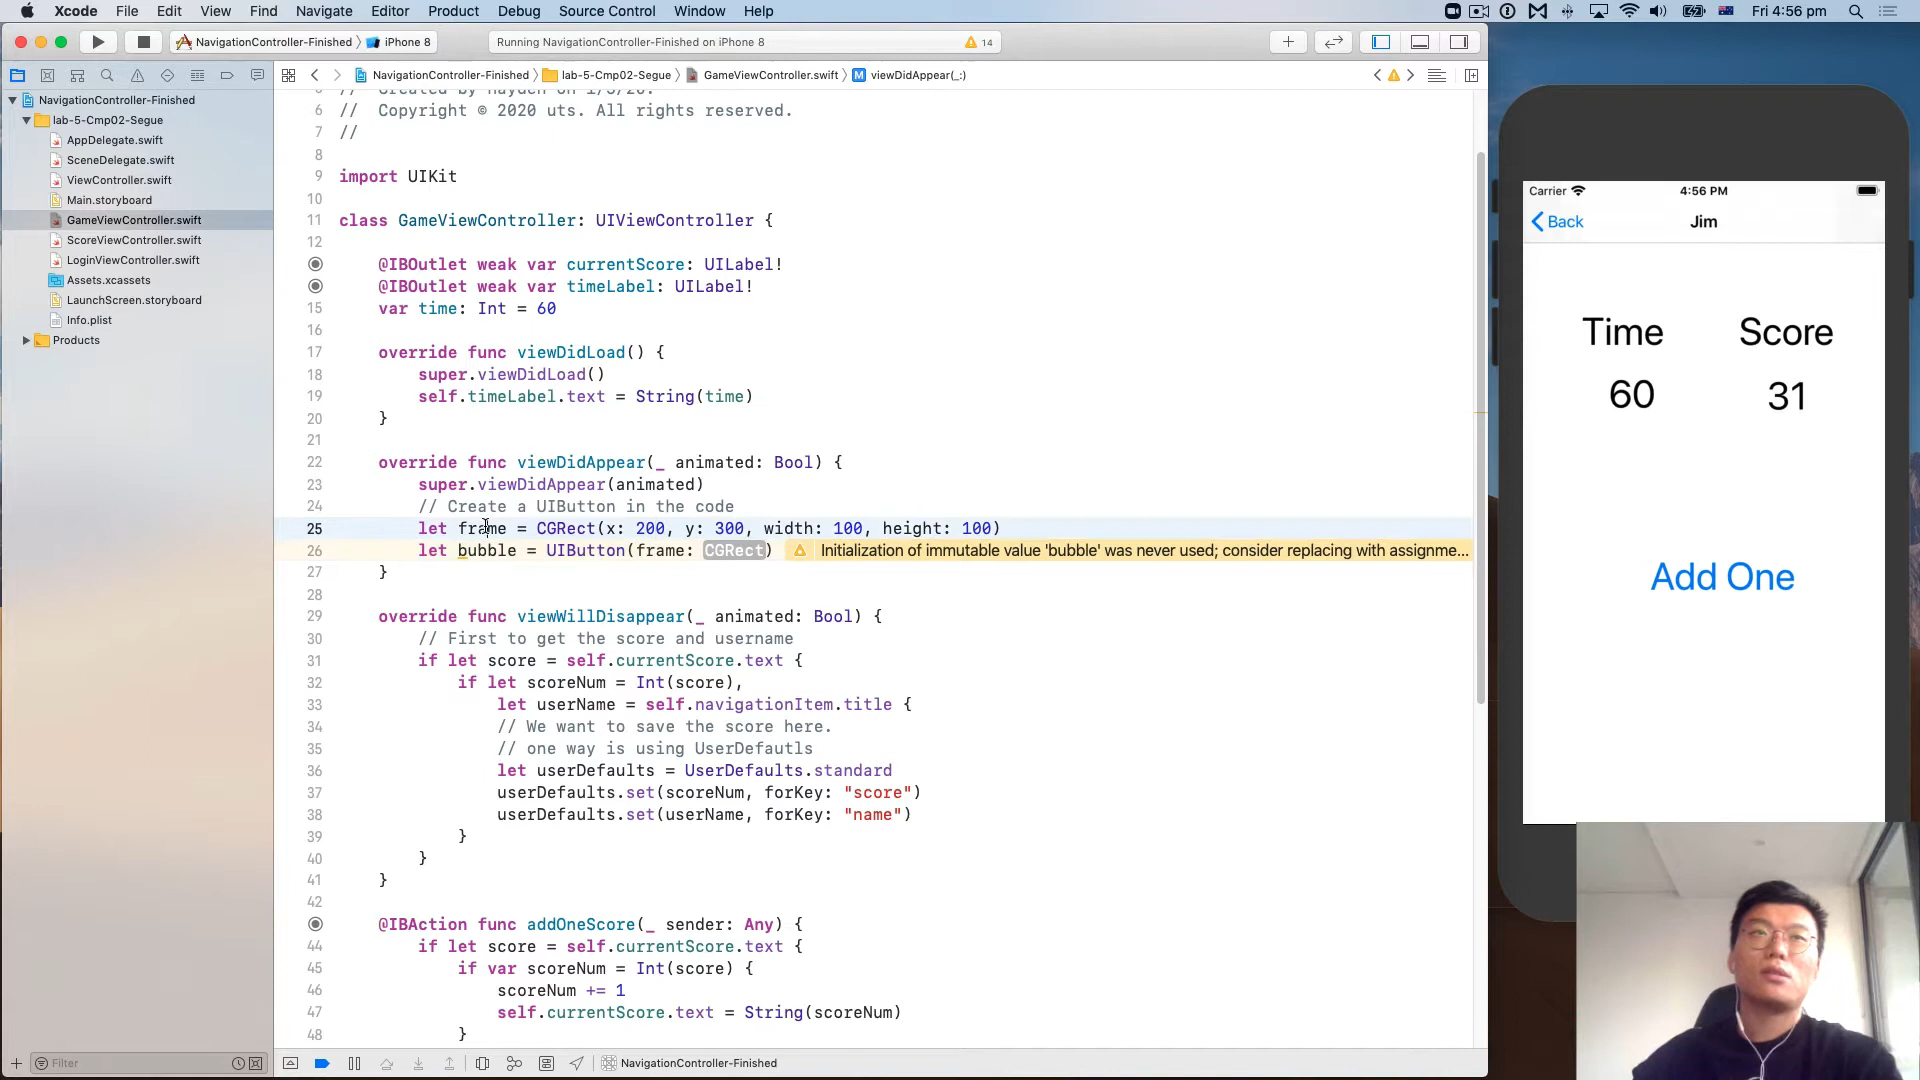 Xcode File Edit View Find Navigate Editor Product Debug Source Control Window Help Fri 4:56 pm
NavigationController-Finished iPhone 8 Running NavigationController-Finished on iPhone 8 14
NavigationController-Finished lab-5-Cmp02-Segue GameViewController.swift M viewDidAppear(_:)
NavigationController-Finished
lab-5-Cmp02-Segue
AppDelegate.swift
SceneDelegate.swift
ViewController.swift
Main.storyboard
GameViewController.swift
ScoreViewController.swift
LoginViewController.swift
Assets.xcassets
LaunchScreen.storyboard
Info.plist
Products
Filter
6 //  Copyright © 2020 uts. All rights reserved.
7 //
8
9 import UIKit
10
11 class GameViewController: UIViewController {
12
@IBOutlet weak var currentScore: UILabel!
@IBOutlet weak var timeLabel: UILabel!
15 var time: Int = 60
16
17 override func viewDidLoad() {
18 super.viewDidLoad()
19 self.timeLabel.text = String(time)
20 }
21
22 override func viewDidAppear(_ animated: Bool) {
23 super.viewDidAppear(animated)
24 // Create a UIButton in the code
25 let frame = CGRect(x: 200, y: 300, width: 100, height: 100)
26 let bubble = UIButton(frame: CGRect) Initialization of immutable value 'bubble' was never used; consider replacing with assignme...
27 }
28
29 override func viewWillDisappear(_ animated: Bool) {
30 // First to get the score and username
31 if let score = self.currentScore.text {
32 if let scoreNum = Int(score),
33 let userName = self.navigationItem.title {
34 // We want to save the score here.
35 // one way is using UserDefautls
36 let userDefaults = UserDefaults.standard
37 userDefaults.set(scoreNum, forKey: "score")
38 userDefaults.set(userName, forKey: "name")
39 }
40 }
41 }
42
@IBAction func addOneScore(_ sender: Any) {
44 if let score = self.currentScore.text {
45 if var scoreNum = Int(score) {
46 scoreNum += 1
47 self.currentScore.text = String(scoreNum)
48 }
NavigationController-Finished
Carrier 4:56 PM
Back Jim
Time Score
60 31
Add One